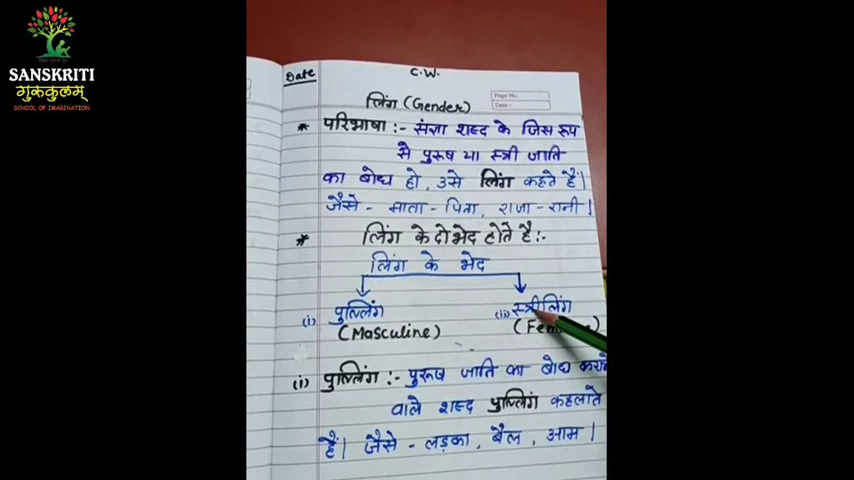 SANSKRITI
गुरुकुलम्
SCHOOL OF IMAGINATION
Date
C.W.
Page No.
Date :
लिंग (Gender)
* परिभाषा :- संज्ञा शब्द के जिस रूप
से पुरूष या स्त्री जाति
का बोध हो, उसे लिंग कहते हैं।
जैसे - माता - पिता, राजा - रानी।
* लिंग के दो भेद होते है :-
लिंग के भेद
(i) पुल्लिंग (ii) स्त्रीलिंग
(Masculine)
(i) पुल्लिंग :- पुरूष जाति का बोध कराने
वाले शब्द पुल्लिंग कहलाते
हैं। जैसे - लड़का, बैल, आम।